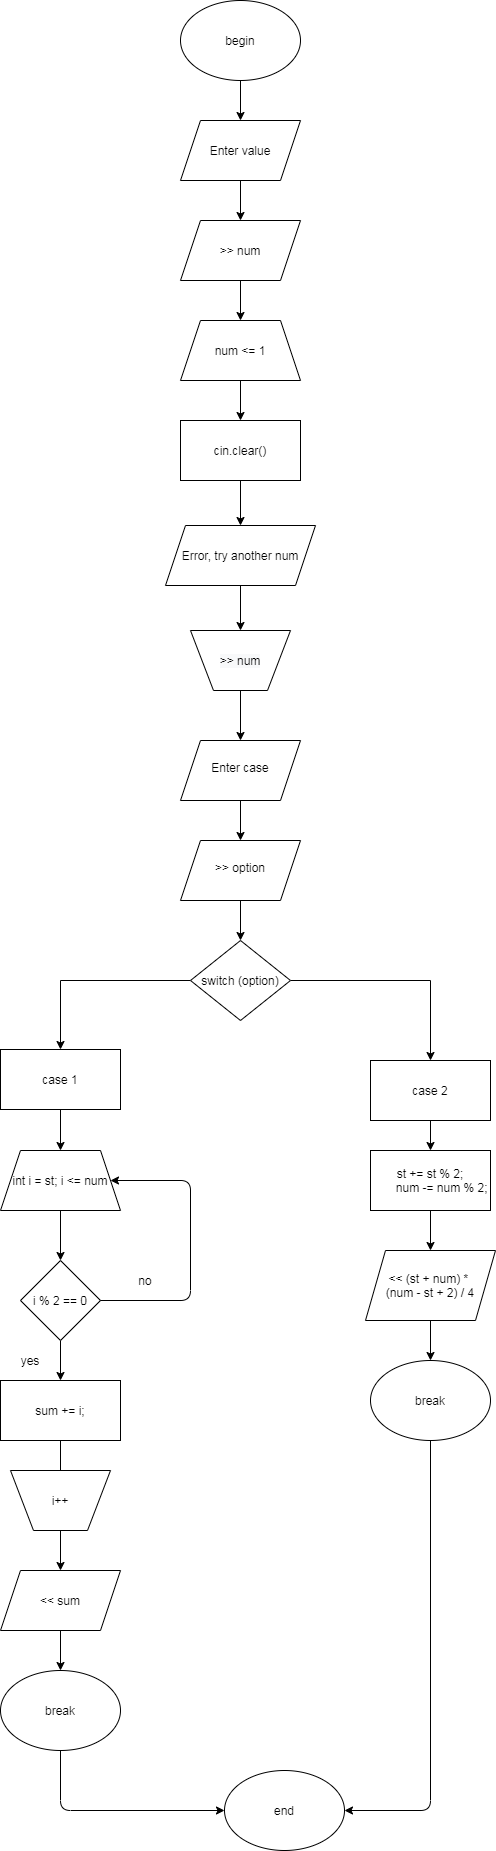 begin
Enter value
>> num
num <= 1
cin.clear()
Error, try another num
>> num
Enter case
>> option
switch (option)
case 1
int i = st; i <= num
no
i % 2 == 0
yes
sum += i;
i++
<< sum
break
case 2
st += st % 2;
num -= num % 2;
<< (st + num) *
(num - st + 2) / 4
break
end